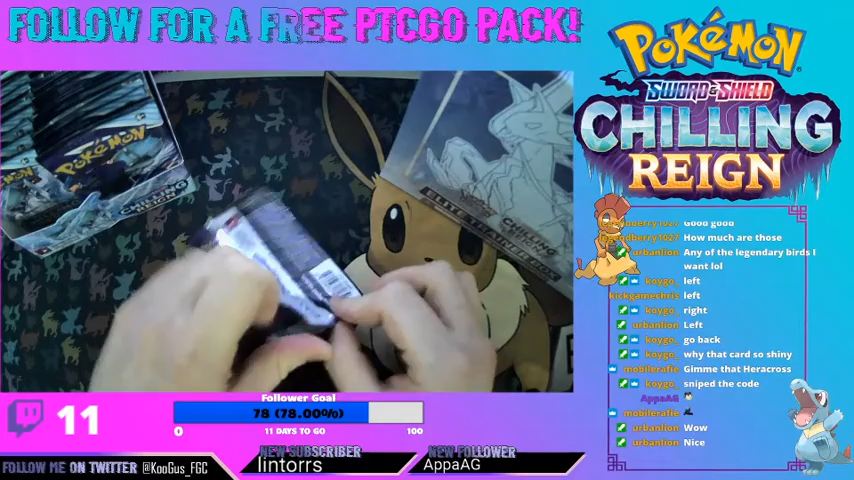 FOLLOW FOR A FREE PTCGO PACK!
POKéMON
SWORD & SHIELD
CHILLING
REIGN
POKéMON
CHILLING
REIGN
ELITE TRAINER BOX
CHILLING
Good good
How much are those
urbanlion Any of the legendary birds I
want lol
koygo_ left
kickgamechris left
koygo_ right
urbanlion Left
koygo_ go back
koygo_ why that card so shiny
mobilerafie Gimme that Heracross
koygo_ sniped the code
AppaAG
mobilerafie
urbanlion Wow
urbanlion Nice
Follower Goal
11
78 (78.00%)
0 11 DAYS TO GO 100
FOLLOW ME ON TWITTER @KooGus_FGC
NEW SUBSCRIBER
lintorrs
NEW FOLLOWER
AppaAG